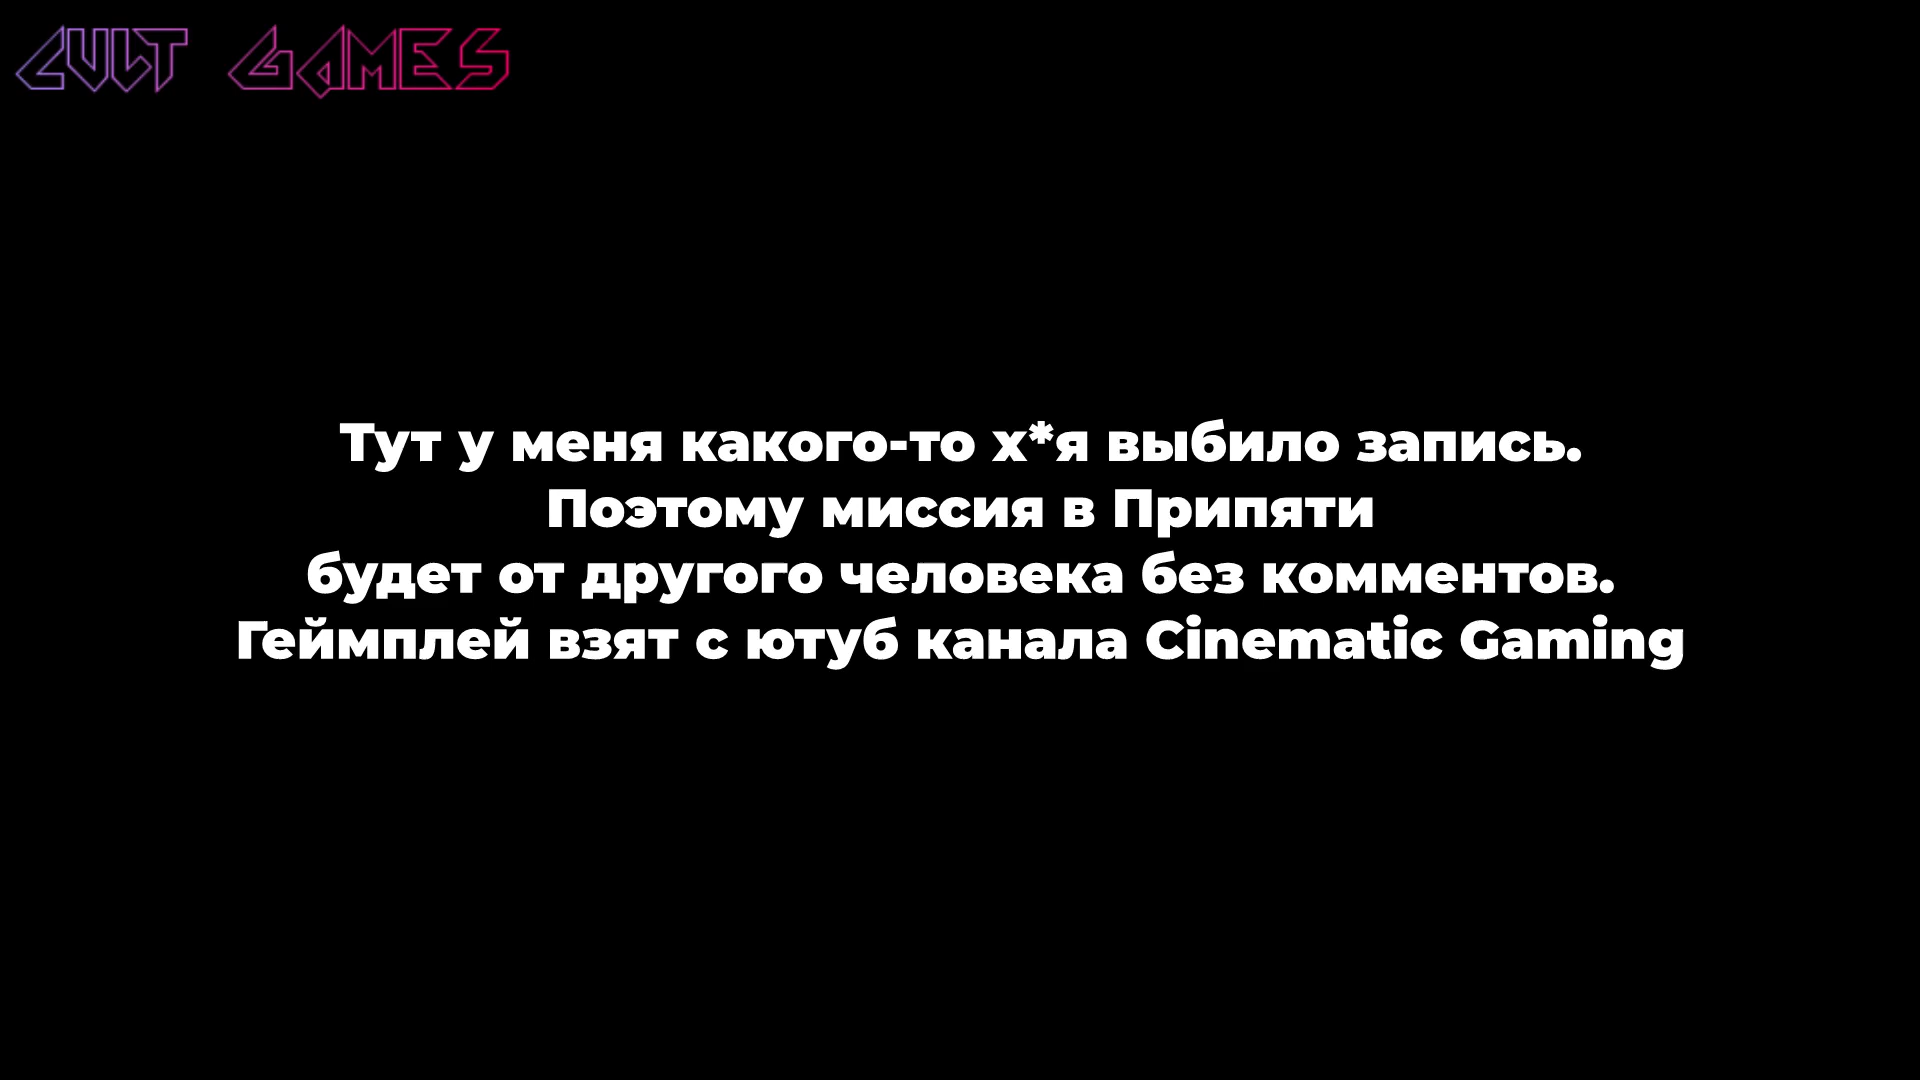 CULT GAMES
Тут у меня какого-то х*я выбило запись.
Поэтому миссия в Припяти
будет от другого человека без комментов.
Геймплей взят с ютуб канала Cinematic Gaming